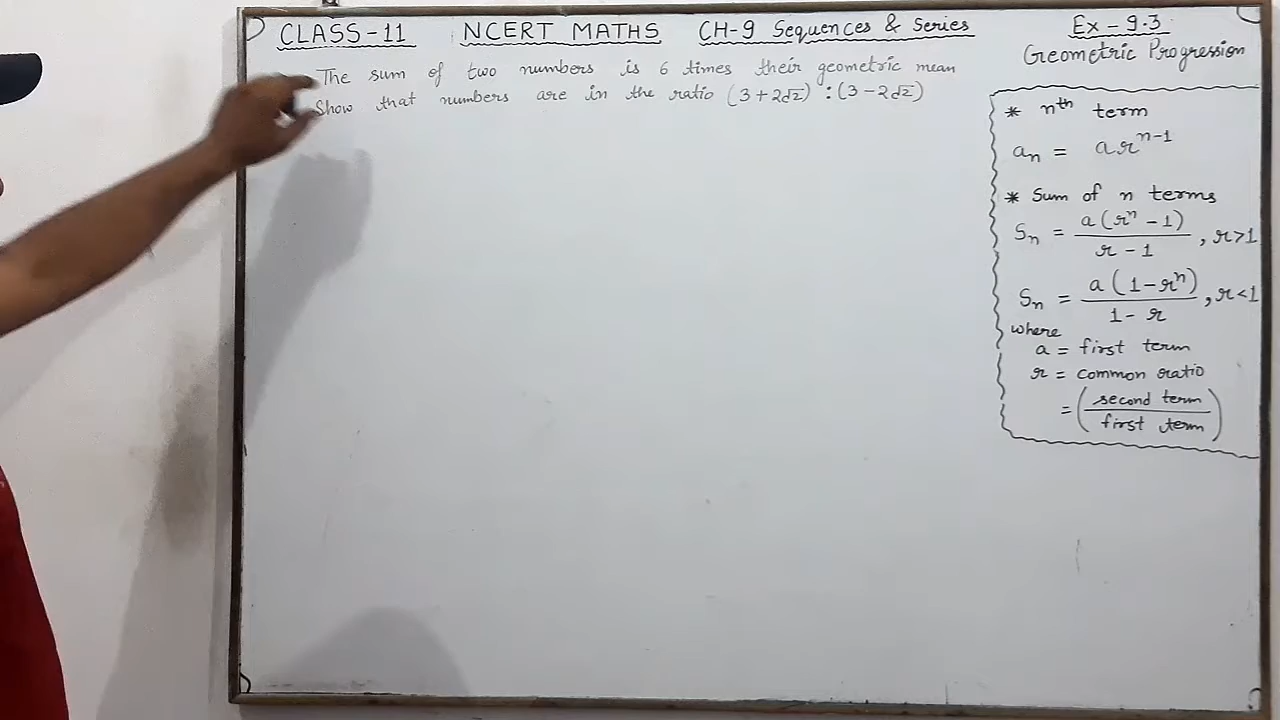 CLASS-11 NCERT MATHS CH-9 Sequences & Series Ex-9.3
Geometric Progression
The sum of two numbers is 6 times their geometric mean
Show that numbers are in the ratio (3+2√2) : (3-2√2)
* nth term
aₙ = arⁿ⁻¹
* Sum of n terms
Sₙ = a(rⁿ-1)/(r-1), r>1
Sₙ = a(1-rⁿ)/(1-r), r<1
where
a = first term
r = common ratio
= (second term/first term)